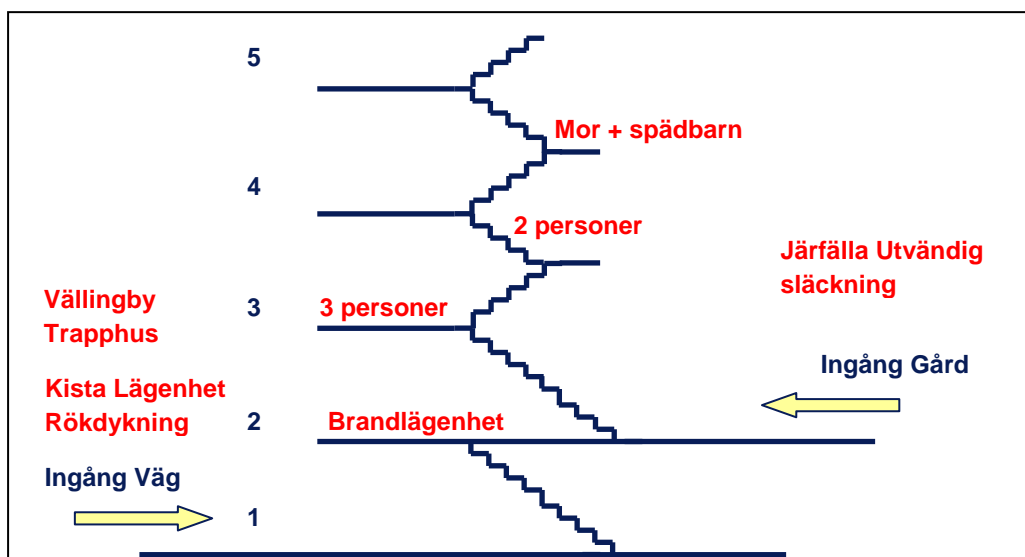 5
Mor + spädbarn
4
2 personer
Järfälla Utvändig
släckning
Vällingby
Trapphus
3
3 personer
Ingång Gård
Kista Lägenhet
Rökdykning
2
Brandlägenhet
Ingång Väg
1